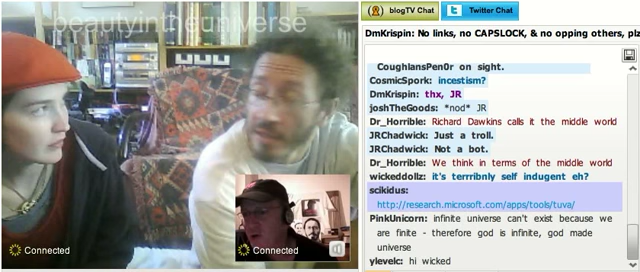 beautyintheuniverse
Connected
Connected
blogTV Chat
Twitter Chat
DmKrispin: No links, no CAPSLOCK, & no opping others, plz
CoughlansPen0r on sight.
CosmicSpork: incestism?
DmKrispin: thx, JR
joshTheGoods: *nod* JR
Dr_Horrible: Richard Dawkins calls it the middle world
JRChadwick: Just a troll.
JRChadwick: Not a bot.
Dr_Horrible: We think in terms of the middle world
wickeddollz: it's terrribnly self indugent eh?
scikidus:
http://research.microsoft.com/apps/tools/tuva/
PinkUnicorn: infinite universe can't exist because we
are finite - therefore god is infinite, god made
universe
ylevelc: hi wicked